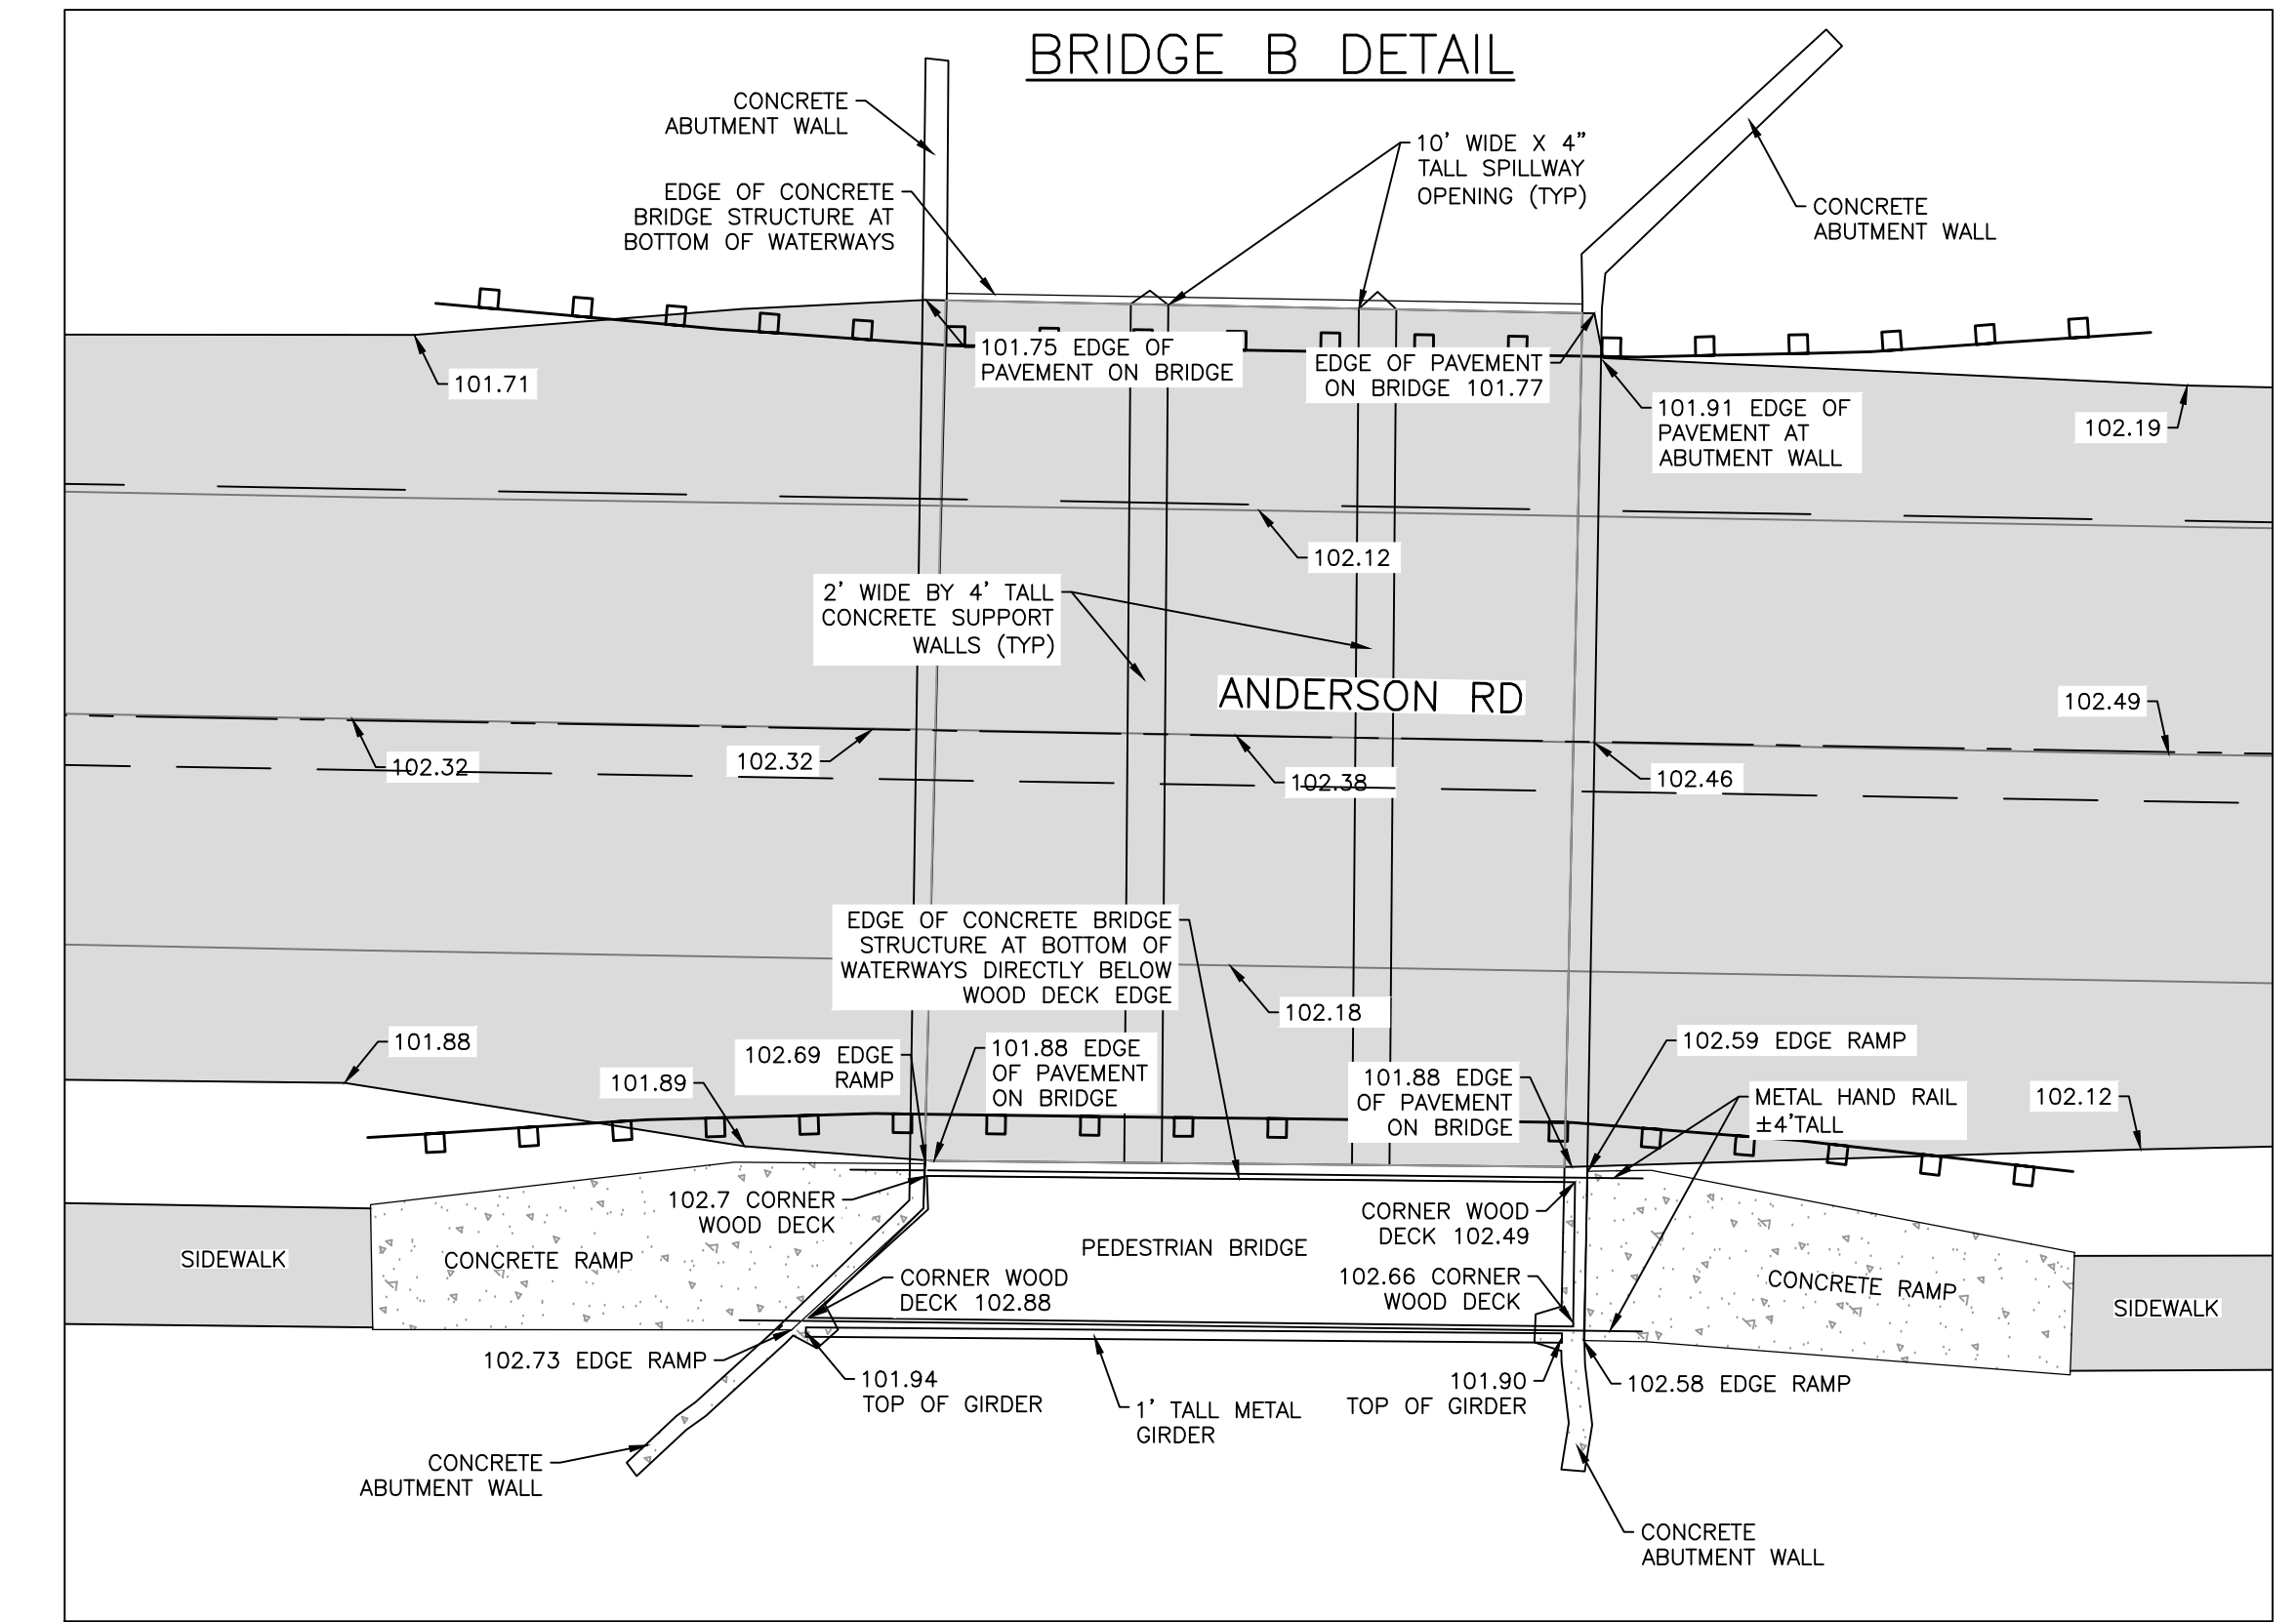 BRIDGE B DETAIL
CONCRETE
ABUTMENT WALL
10' WIDE X 4"
TALL SPILLWAY
OPENING (TYP)
EDGE OF CONCRETE
BRIDGE STRUCTURE AT
BOTTOM OF WATERWAYS
CONCRETE
ABUTMENT WALL
101.75 EDGE OF
PAVEMENT ON BRIDGE
EDGE OF PAVEMENT
ON BRIDGE 101.77
101.71
101.91 EDGE OF
PAVEMENT AT
ABUTMENT WALL
102.19
102.12
2' WIDE BY 4' TALL
CONCRETE SUPPORT
WALLS (TYP)
ANDERSON RD
102.49
102.32
102.32
102.38
102.46
EDGE OF CONCRETE BRIDGE
STRUCTURE AT BOTTOM OF
WATERWAYS DIRECTLY BELOW
WOOD DECK EDGE
102.18
101.88
102.69 EDGE
RAMP
101.88 EDGE
OF PAVEMENT
ON BRIDGE
102.59 EDGE RAMP
101.89
101.88 EDGE
OF PAVEMENT
ON BRIDGE
METAL HAND RAIL
±4'TALL
102.12
102.7 CORNER
WOOD DECK
CORNER WOOD
DECK 102.49
SIDEWALK
CONCRETE RAMP
PEDESTRIAN BRIDGE
CORNER WOOD
DECK 102.88
102.66 CORNER
WOOD DECK
CONCRETE RAMP
SIDEWALK
102.73 EDGE RAMP
101.94
TOP OF GIRDER
1' TALL METAL
GIRDER
101.90
TOP OF GIRDER
102.58 EDGE RAMP
CONCRETE
ABUTMENT WALL
CONCRETE
ABUTMENT WALL